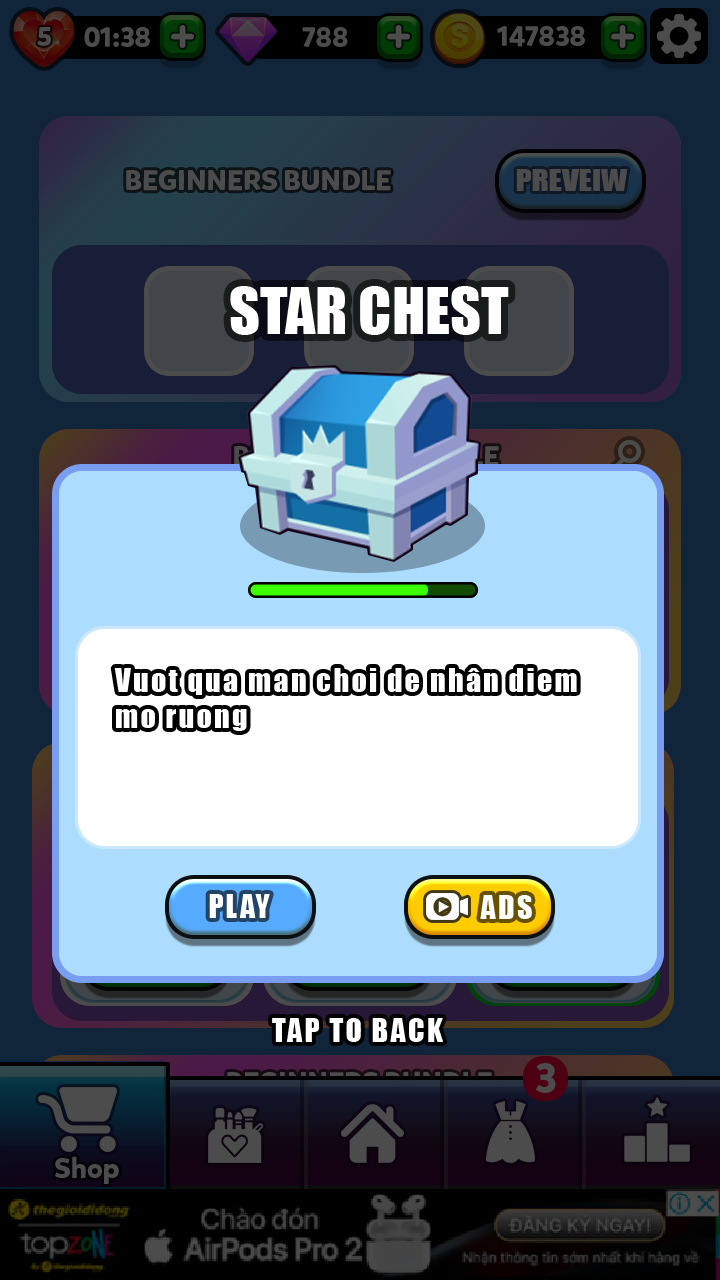 5 01:38 788 147838
BEGINNERS BUNDLE PREVEIW
STAR CHEST
Vuot qua man choi de nhân diem
mo ruong
PLAY ADS
TAP TO BACK
3
Shop
thegioididong
topzone
Chào đón
AirPods Pro 2
ĐĂNG KÝ NGAY!
Nhận thông tin sớm nhất khi hàng về